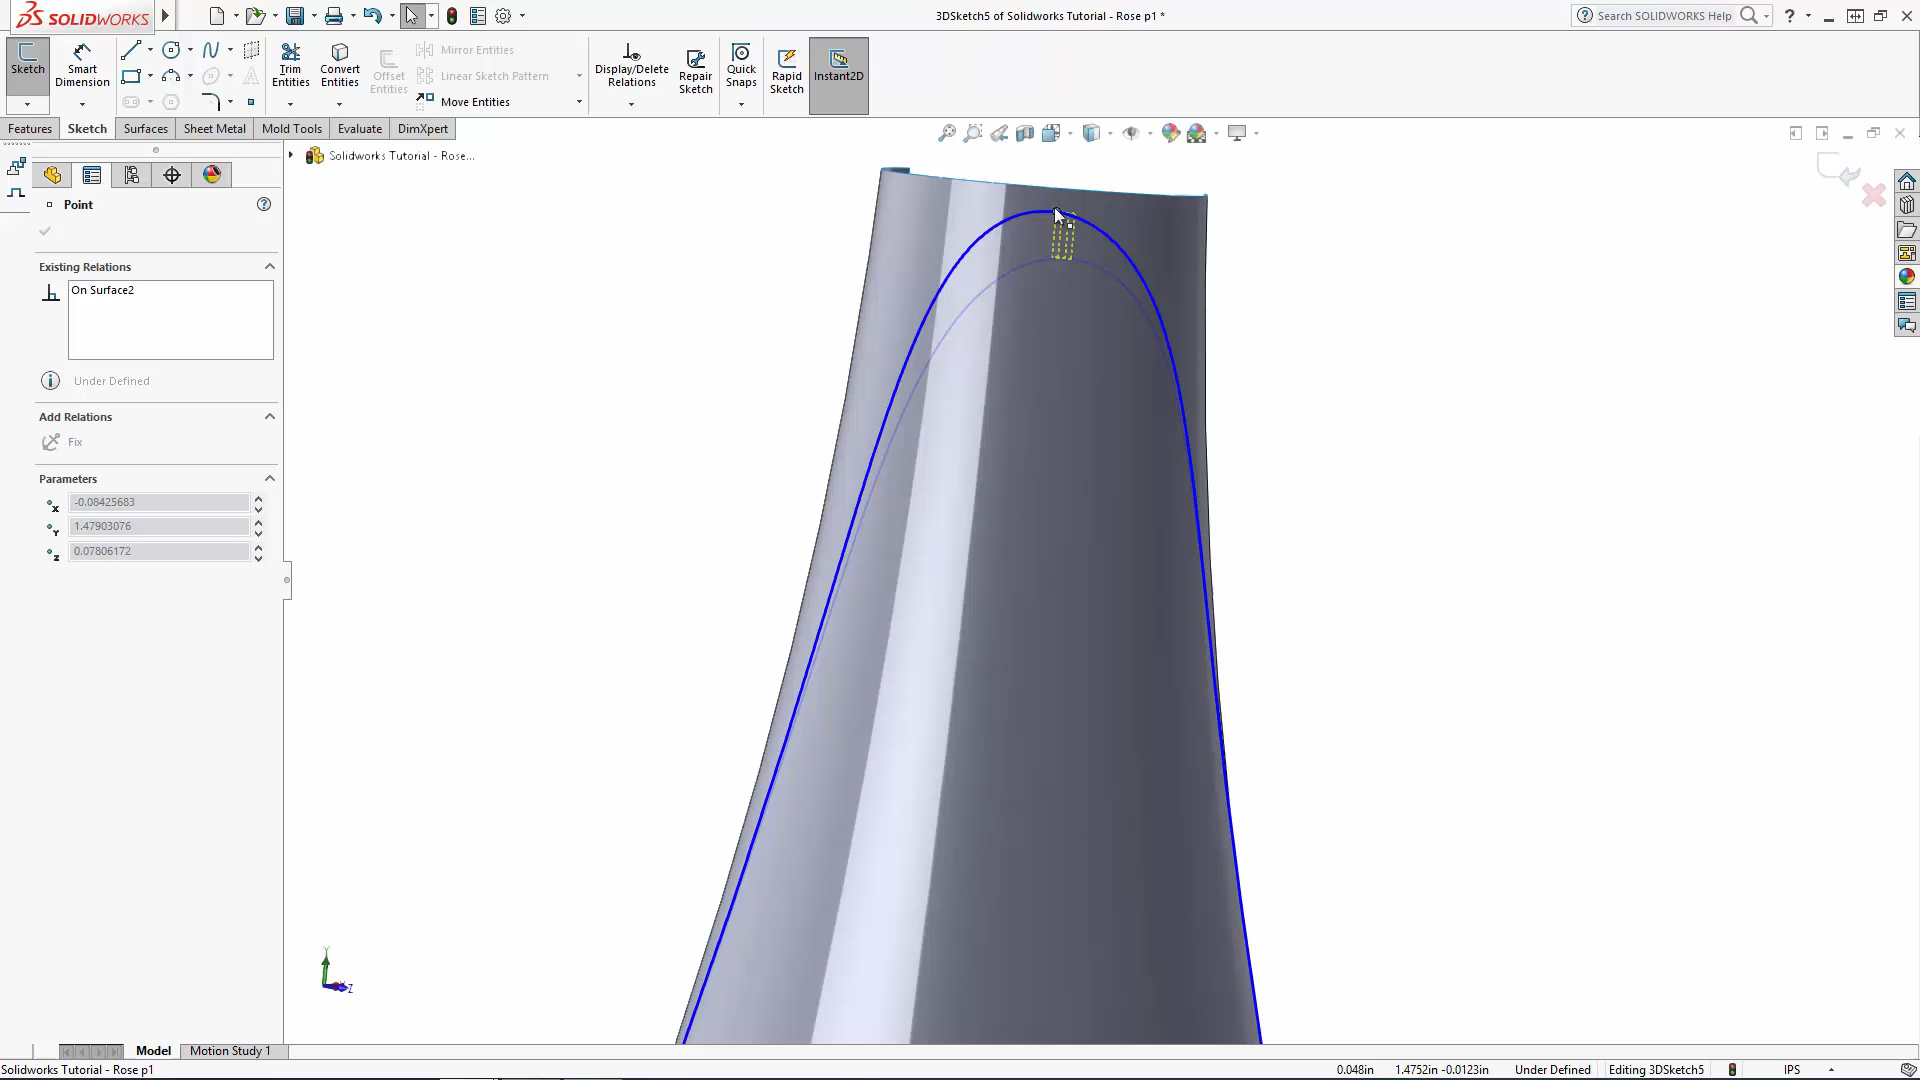 SOLIDWORKS
3DSketch5 of Solidworks Tutorial - Rose p1 *
Search SOLIDWORKS Help
Sketch
Smart Dimension
Trim Entities
Convert Entities
Offset Entities
Mirror Entities
Linear Sketch Pattern
Move Entities
Display/Delete Relations
Repair Sketch
Quick Snaps
Rapid Sketch
Instant2D
Features
Sketch
Surfaces
Sheet Metal
Mold Tools
Evaluate
DimXpert
Solidworks Tutorial - Rose...
Point
Existing Relations
On Surface2
Under Defined
Add Relations
Fix
Parameters
X
-0.08425683
Y
1.47903076
Z
0.07806172
Y
Z
Model
Motion Study 1
Solidworks Tutorial - Rose p1
0.048in
1.4752in -0.0123in
Under Defined
Editing 3DSketch5
IPS